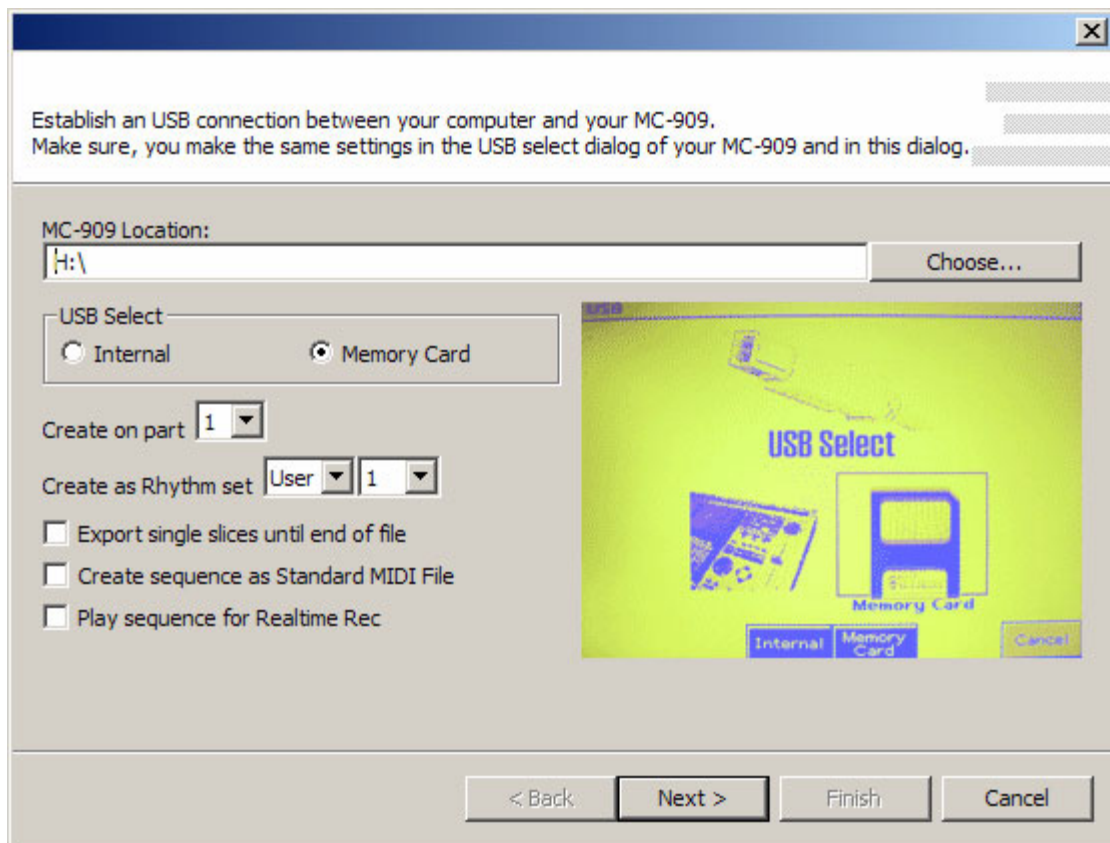 Establish an USB connection between your computer and your MC-909.
Make sure, you make the same settings in the USB select dialog of your MC-909 and in this dialog.
MC-909 Location:
H:\
Choose...
USB Select
Internal
Memory Card
Create on part 1
Create as Rhythm set User 1
Export single slices until end of file
Create sequence as Standard MIDI File
Play sequence for Realtime Rec
USB
USB Select
Memory Card
Internal
Memory
Card
Cancel
< Back
Next >
Finish
Cancel